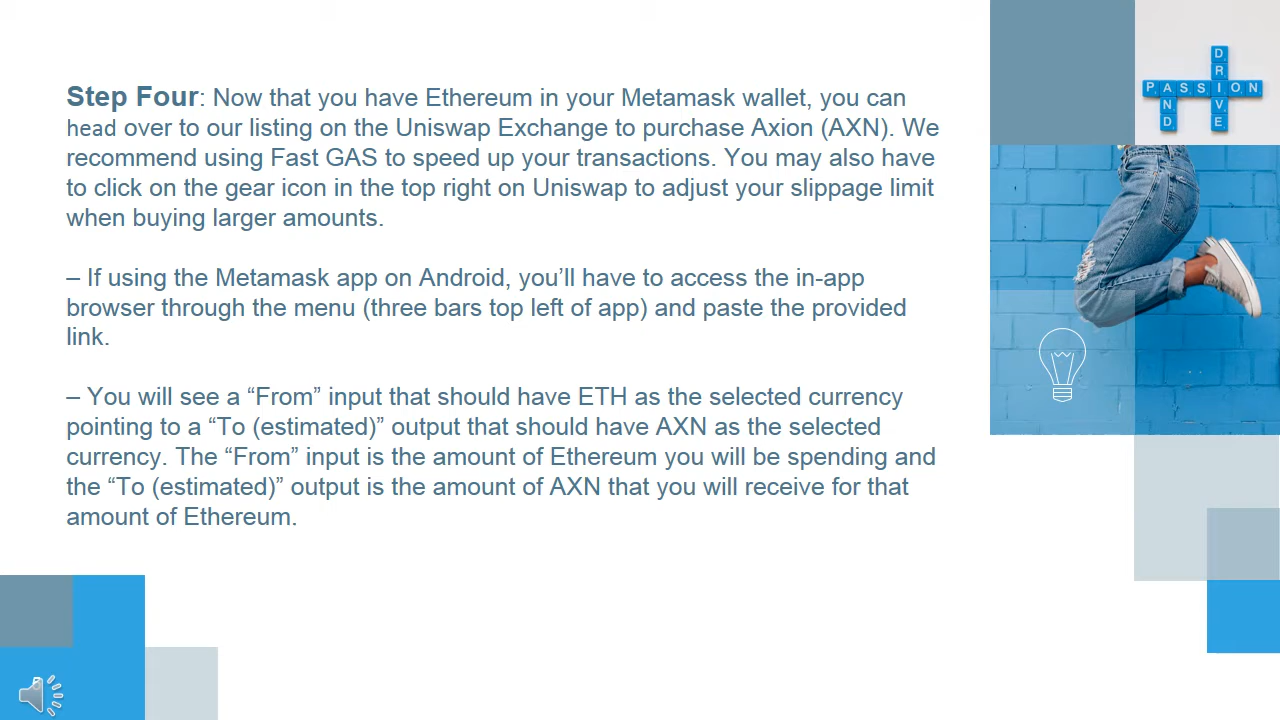 Step Four: Now that you have Ethereum in your Metamask wallet, you can
head over to our listing on the Uniswap Exchange to purchase Axion (AXN). We
recommend using Fast GAS to speed up your transactions. You may also have
to click on the gear icon in the top right on Uniswap to adjust your slippage limit
when buying larger amounts.
– If using the Metamask app on Android, you’ll have to access the in-app
browser through the menu (three bars top left of app) and paste the provided
link.
– You will see a “From” input that should have ETH as the selected currency
pointing to a “To (estimated)” output that should have AXN as the selected
currency. The “From” input is the amount of Ethereum you will be spending and
the “To (estimated)” output is the amount of AXN that you will receive for that
amount of Ethereum.
PASSION
AND
DRIVE